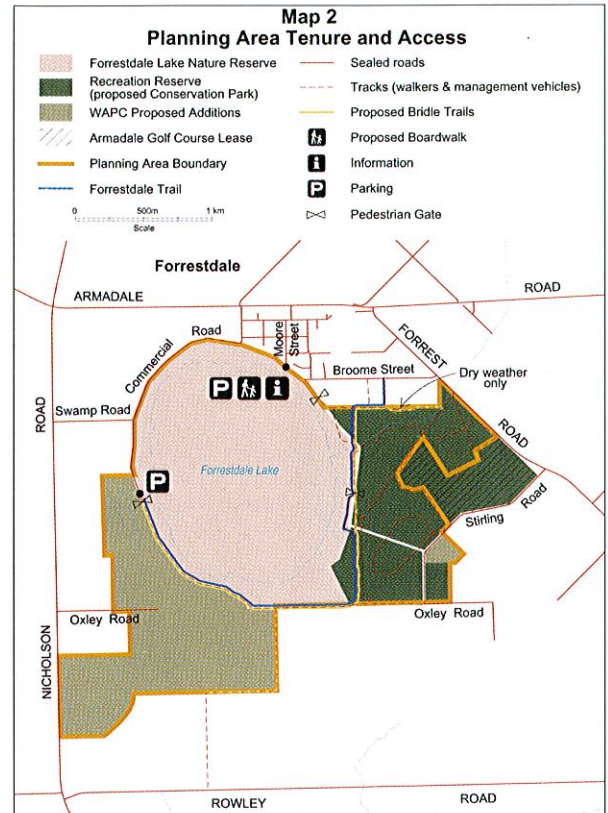 Map 2
Planning Area Tenure and Access
Forrestdale Lake Nature Reserve
Recreation Reserve
(proposed Conservation Park)
WAPC Proposed Additions
Armadale Golf Course Lease
Planning Area Boundary
Forrestdale Trail
0 500m 1 km
Scale
Sealed roads
Tracks (walkers & management vehicles)
Proposed Bridle Trails
Proposed Boardwalk
i Information
P Parking
Pedestrian Gate
Forrestdale
ARMADALE ROAD
Commercial Road
Moore Street
Broome Street
FORREST ROAD
Dry weather
only
Swamp Road
ROAD
P i
Forrestdale Lake
P
Stirling Road
Oxley Road
Oxley Road
NICHOLSON
ROWLEY ROAD